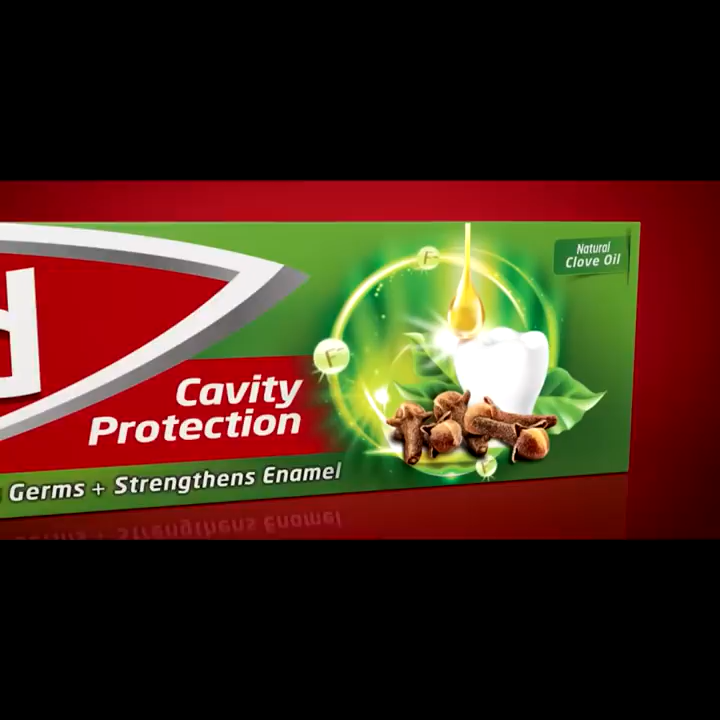 d
Natural
Clove Oil
F-
F-
Cavity
Protection
F-
Germs + Strengthens Enamel